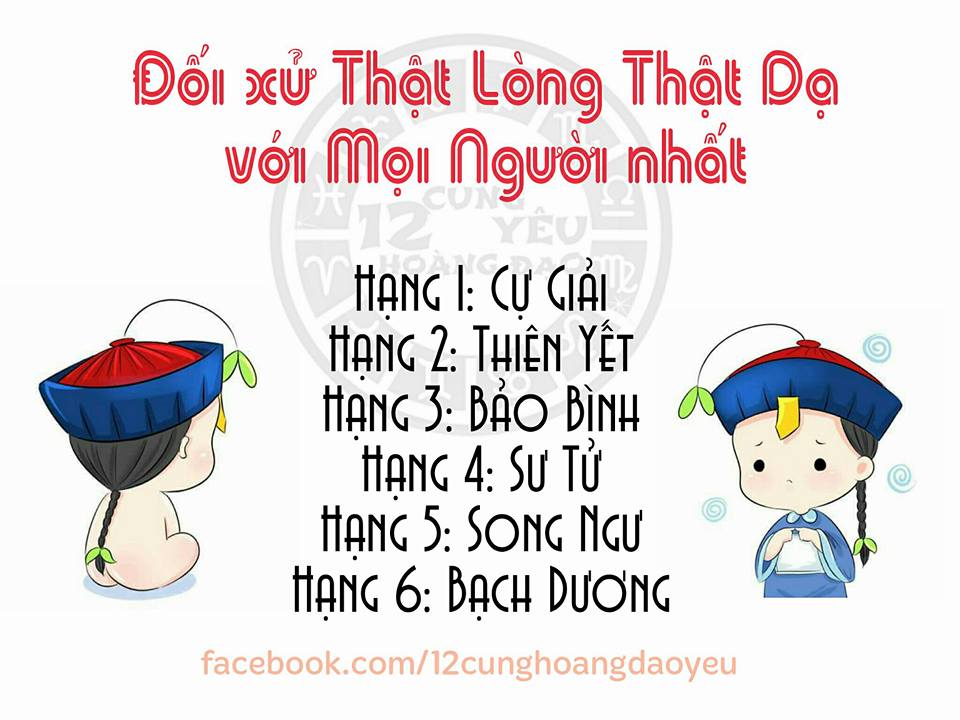 Đối xử Thật Lòng Thật Dạ
với Mọi Người nhất
12 CUNG
YÊU
HOÀNG ĐẠO
Hạng 1: Cự Giải
Hạng 2: Thiên Yết
Hạng 3: Bảo Bình
Hạng 4: Sư Tử
Hạng 5: Song Ngư
Hạng 6: Bạch Dương
facebook.com/12cunghoangdaoyeu